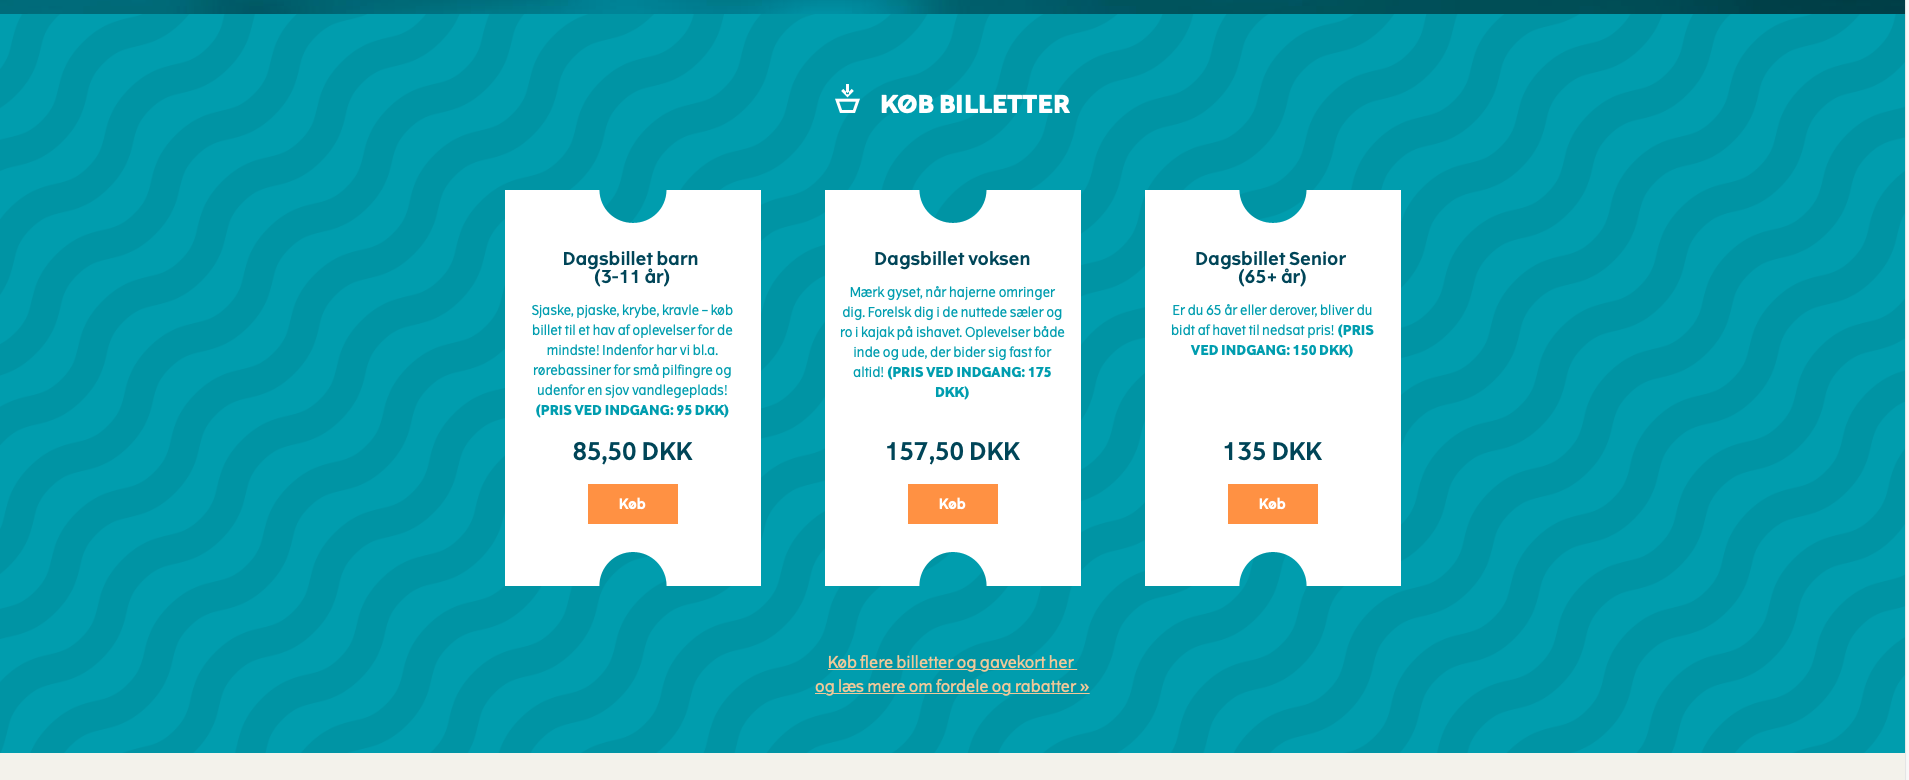 KØB BILLETTER
Dagsbillet barn
(3-11 år)
Sjaske, pjaske, krybe, kravle – køb
billet til et hav af oplevelser for de
mindste! Indenfor har vi bl.a.
rørebassiner for små pilfingre og
udenfor en sjov vandlegeplads!
(PRIS VED INDGANG: 95 DKK)
85,50 DKK
Køb
Dagsbillet voksen
Mærk gyset, når hajerne omringer
dig. Forelsk dig i de nuttede sæler og
ro i kajak på ishavet. Oplevelser både
inde og ude, der bider sig fast for
altid! (PRIS VED INDGANG: 175
DKK)
157,50 DKK
Køb
Dagsbillet Senior
(65+ år)
Er du 65 år eller derover, bliver du
bidt af havet til nedsat pris! (PRIS
VED INDGANG: 150 DKK)
135 DKK
Køb
Køb flere billetter og gavekort her
og læs mere om fordele og rabatter »